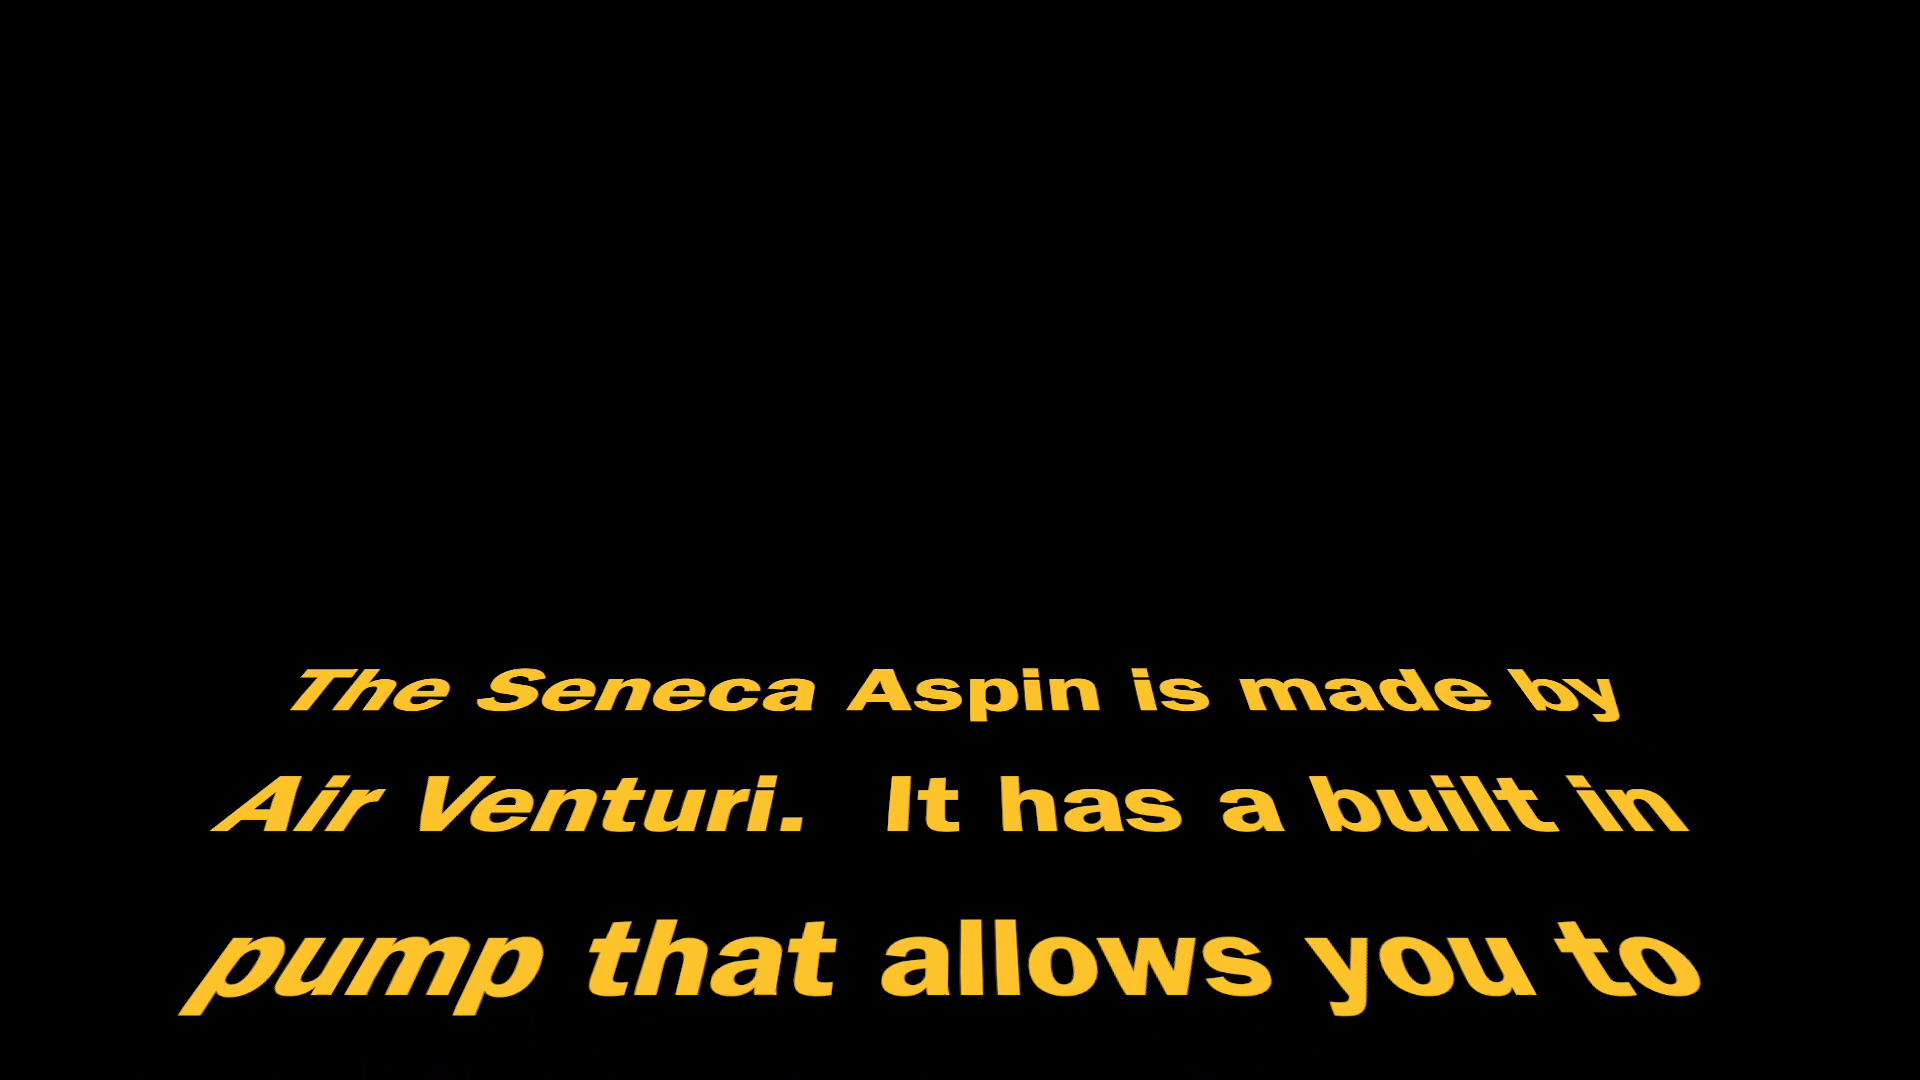 The Seneca Aspin is made by
Air Venturi.  It has a built in
pump that allows you to